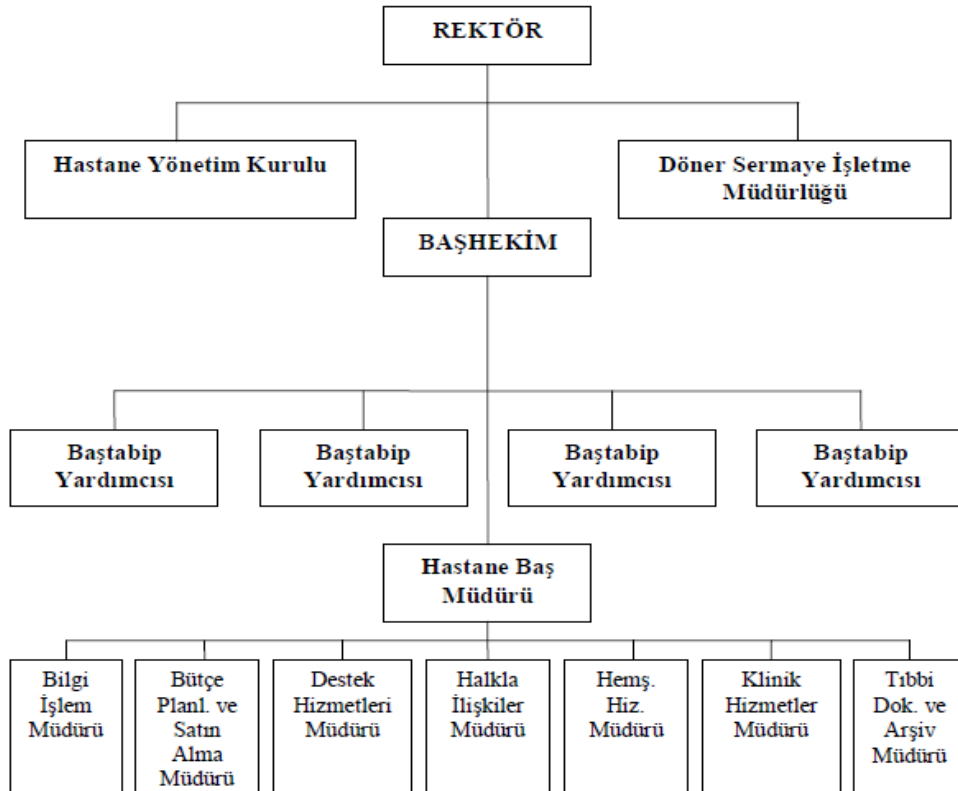 REKTÖR
Hastane Yönetim Kurulu
Döner Sermaye İşletme
Müdürlüğü
BAŞHEKİM
Baştabip
Yardımcısı
Baştabip
Yardımcısı
Baştabip
Yardımcısı
Baştabip
Yardımcısı
Hastane Baş
Müdürü
Bilgi
İşlem
Müdürü
Bütçe
Planl. ve
Satın
Alma
Müdürü
Destek
Hizmetleri
Müdürü
Halkla
İlişkiler
Müdürü
Hemş.
Hiz.
Müdürü
Klinik
Hizmetler
Müdürü
Tıbbi
Dok. ve
Arşiv
Müdürü